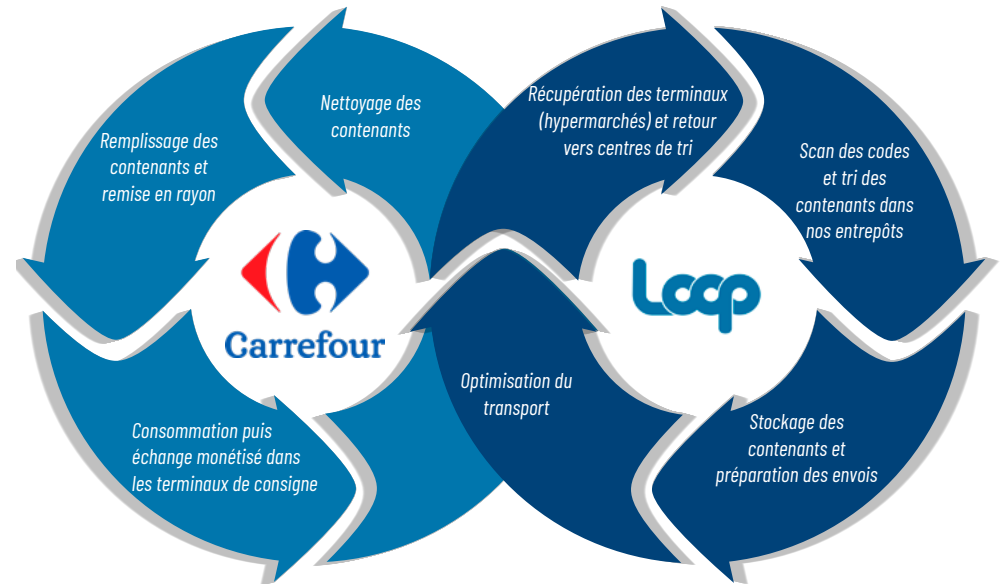 Nettoyage des
contenants
Récupération des terminaux
(hypermarchés) et retour
vers centres de tri
Remplissage des
contenants et
remise en rayon
Scan des codes
et tri des
contenants dans
nos entrepôts
Carrefour
Loop
Optimisation du
transport
Consommation puis
échange monétisé dans
les terminaux de consigne
Stockage des
contenants et
préparation des envois